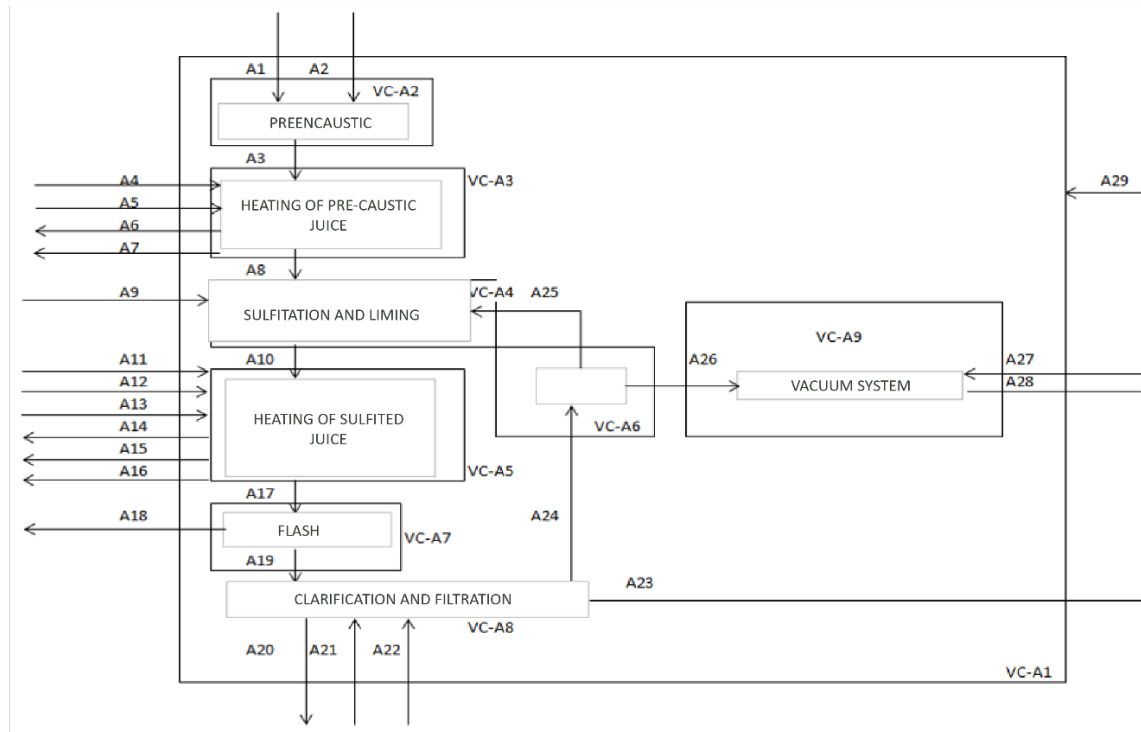 A1
A2
VC-A2
PREENCAUSTIC
A3
A4
VC-A3
A29
A5
HEATING OF PRE-CAUSTIC
JUICE
A6
A7
A8
A9
VC-A4
A25
SULFITATION AND LIMING
VC-A9
A11
A10
A26
A27
A12
VACUUM SYSTEM
A28
A13
HEATING OF SULFITED
JUICE
A14
VC-A6
A15
A16
VC-A5
A17
A18
A24
FLASH
VC-A7
A19
A23
CLARIFICATION AND FILTRATION
VC-A8
A20
A21
A22
VC-A1